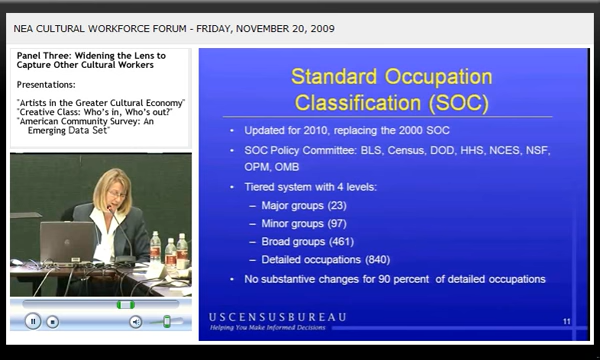 NEA CULTURAL WORKFORCE FORUM - FRIDAY, NOVEMBER 20, 2009
Panel Three: Widening the Lens to
Capture Other Cultural Workers
Presentations:
"Artists in the Greater Cultural Economy"
"Creative Class: Who's in, Who's out?"
"American Community Survey: An
Emerging Data Set"
Standard Occupation
Classification (SOC)
• Updated for 2010, replacing the 2000 SOC
• SOC Policy Committee: BLS, Census, DOD, HHS, NCES, NSF,
OPM, OMB
• Tiered system with 4 levels:
– Major groups (23)
– Minor groups (97)
– Broad groups (461)
– Detailed occupations (840)
• No substantive changes for 90 percent of detailed occupations
USCENSUSBUREAU
Helping You Make Informed Decisions
11